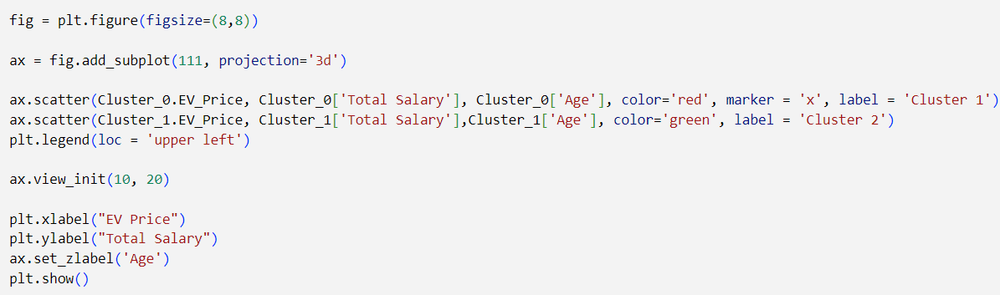 fig = plt.figure(figsize=(8,8))
ax = fig.add_subplot(111, projection='3d')
ax.scatter(Cluster_0.EV_Price, Cluster_0['Total Salary'], Cluster_0['Age'], color='red', marker = 'x', label = 'Cluster 1')
ax.scatter(Cluster_1.EV_Price, Cluster_1['Total Salary'],Cluster_1['Age'], color='green', label = 'Cluster 2')
plt.legend(loc = 'upper left')
ax.view_init(10, 20)
plt.xlabel("EV Price")
plt.ylabel("Total Salary")
ax.set_zlabel('Age')
plt.show()